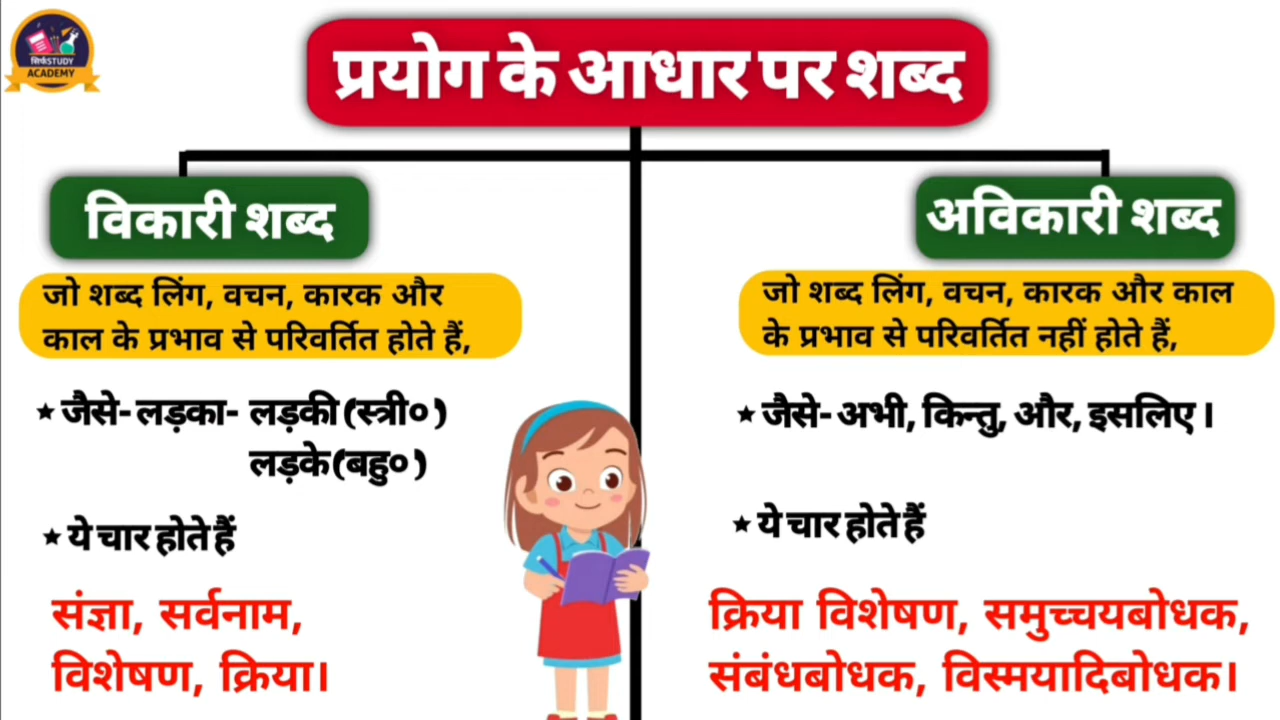 सिर्फSTUDY
ACADEMY
प्रयोग के आधार पर शब्द
विकारी शब्द
जो शब्द लिंग, वचन, कारक और
काल के प्रभाव से परिवर्तित होते हैं,
★ जैसे- लड़का- लड़की (स्त्री०)
लड़के (बहु०)
★ ये चार होते हैं
संज्ञा, सर्वनाम,
विशेषण, क्रिया।
अविकारी शब्द
जो शब्द लिंग, वचन, कारक और काल
के प्रभाव से परिवर्तित नहीं होते हैं,
★ जैसे- अभी, किन्तु, और, इसलिए।
★ ये चार होते हैं
क्रिया विशेषण, समुच्चयबोधक,
संबंधबोधक, विस्मयादिबोधक।